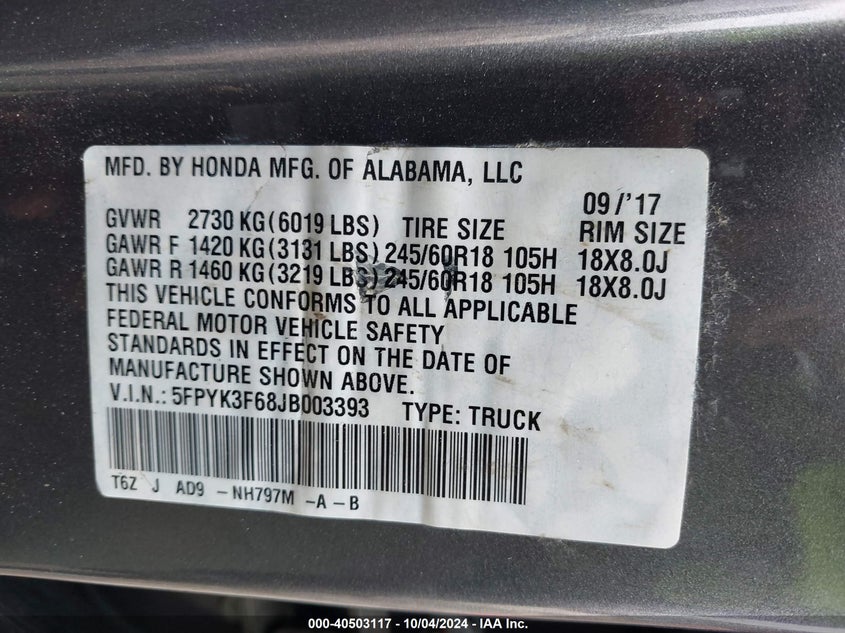 MFD. BY HONDA MFG. OF ALABAMA, LLC
09/'17
GVWR 2730 KG(6019 LBS) TIRE SIZE RIM SIZE
GAWR F 1420 KG(3131 LBS) 245/60R18 105H 18X8.0J
GAWR R 1460 KG(3219 LBS) 245/60R18 105H 18X8.0J
THIS VEHICLE CONFORMS TO ALL APPLICABLE
FEDERAL MOTOR VEHICLE SAFETY
STANDARDS IN EFFECT ON THE DATE OF
MANUFACTURE SHOWN ABOVE.
V.I.N.: 5FPYK3F68JB003393 TYPE: TRUCK
T6Z J AD9 -NH797M -A-B
000-40503117 - 10/04/2024 - IAA Inc.